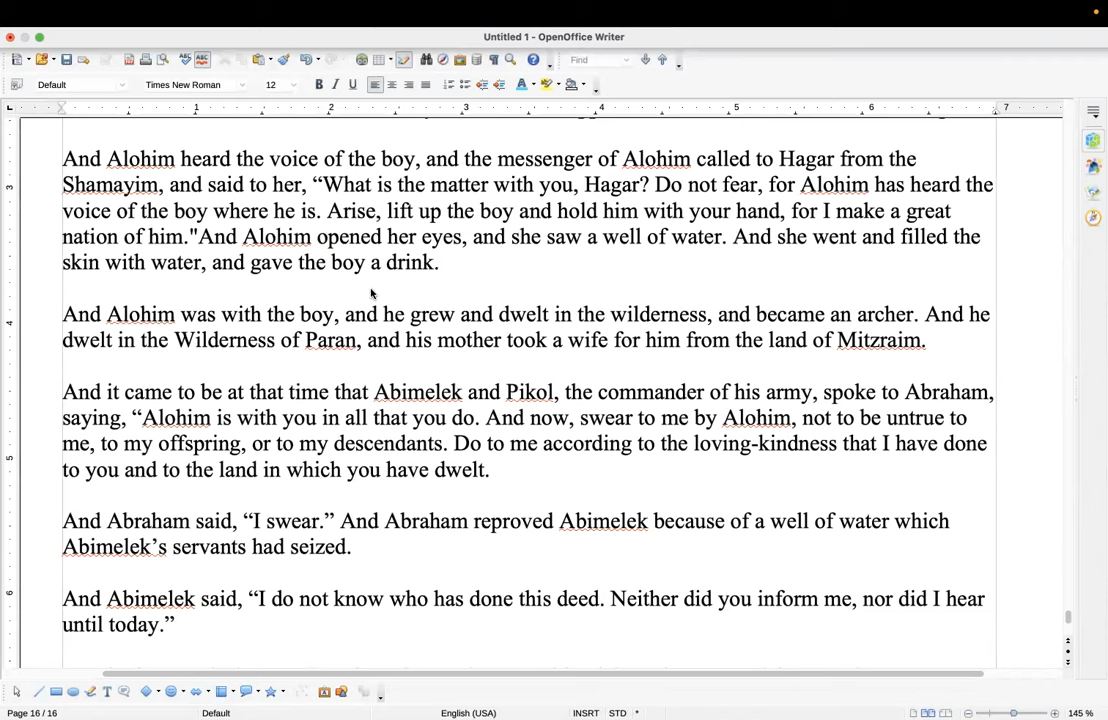 Untitled 1 - OpenOffice Writer
Find
Default
Times New Roman
12
1 2 3 4 5 6 7
And Alohim heard the voice of the boy, and the messenger of Alohim called to Hagar from the
Shamayim, and said to her, “What is the matter with you, Hagar? Do not fear, for Alohim has heard the
voice of the boy where he is. Arise, lift up the boy and hold him with your hand, for I make a great
nation of him."And Alohim opened her eyes, and she saw a well of water. And she went and filled the
skin with water, and gave the boy a drink.
And Alohim was with the boy, and he grew and dwelt in the wilderness, and became an archer. And he
dwelt in the Wilderness of Paran, and his mother took a wife for him from the land of Mitzraim.
And it came to be at that time that Abimelek and Pikol, the commander of his army, spoke to Abraham,
saying, “Alohim is with you in all that you do. And now, swear to me by Alohim, not to be untrue to
me, to my offspring, or to my descendants. Do to me according to the loving-kindness that I have done
to you and to the land in which you have dwelt.
And Abraham said, “I swear.” And Abraham reproved Abimelek because of a well of water which
Abimelek’s servants had seized.
And Abimelek said, “I do not know who has done this deed. Neither did you inform me, nor did I hear
until today.”
3
4
5
6
Page 16 / 16
Default
English (USA)
INSRT
STD
*
145 %